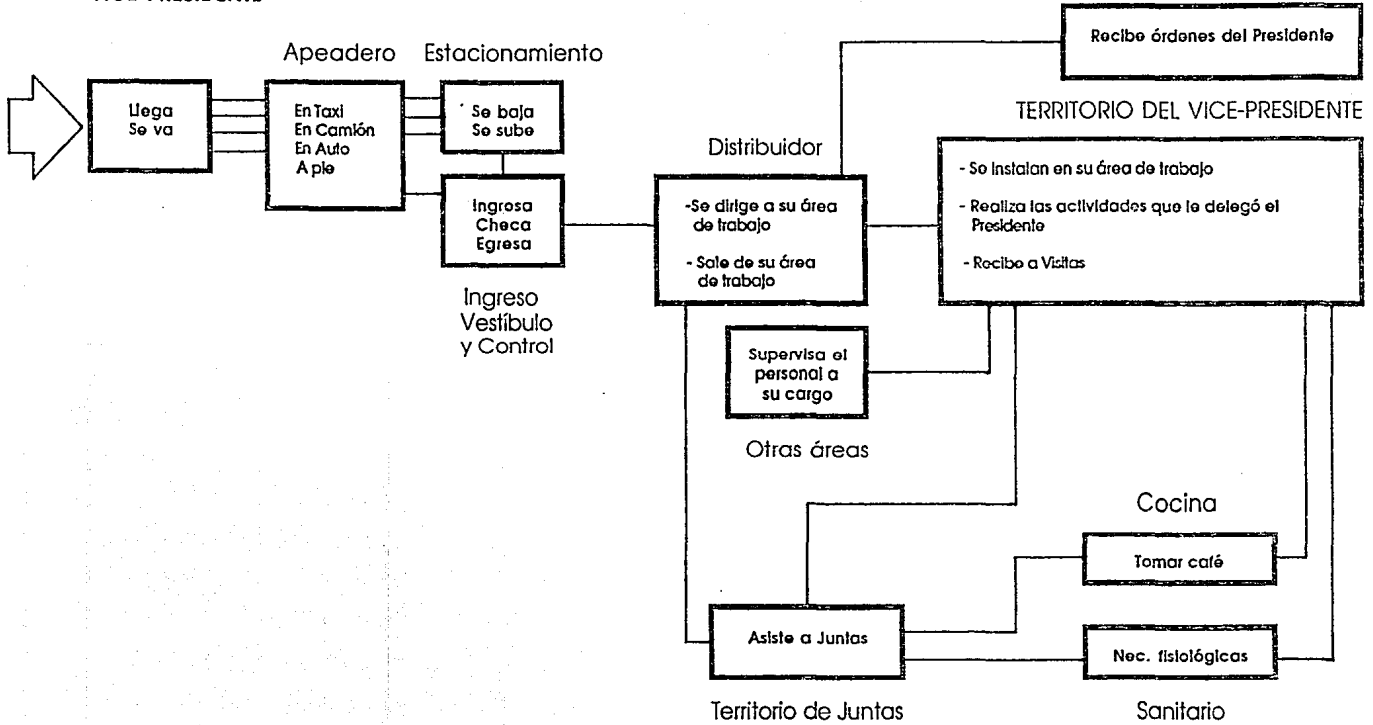 Recibe órdenes del Presidente
Apeadero
Estacionamiento
Llega
Se va
En Taxi
En Camión
En Auto
A pie
Se baja
Se sube
TERRITORIO DEL VICE-PRESIDENTE
Distribuidor
- Se instalan en su área de trabajo
- Realiza las actividades que le delegó el
Presidente
- Recibe a Visitas
Ingresa
Checa
Egresa
-Se dirige a su área
de trabajo
- Sale de su área
de trabajo
Ingreso
Vestíbulo
y Control
Supervisa el
personal a
su cargo
Otras áreas
Cocina
Tomar café
Asiste a Juntas
Nec. fisiológicas
Territorio de Juntas
Sanitario